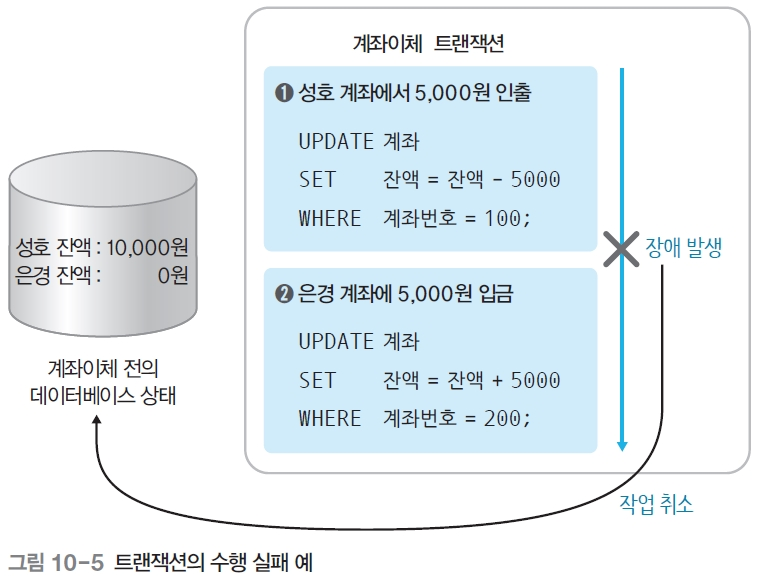 계좌이체 트랜잭션
❶ 성호 계좌에서 5,000원 인출
UPDATE 계좌
SET 잔액 = 잔액 - 5000
WHERE 계좌번호 = 100;
장애 발생
❷ 은경 계좌에 5,000원 입금
UPDATE 계좌
SET 잔액 = 잔액 + 5000
WHERE 계좌번호 = 200;
작업 취소
성호 잔액 : 10,000원
은경 잔액 : 0원
계좌이체 전의
데이터베이스 상태
그림 10-5 트랜잭션의 수행 실패 예